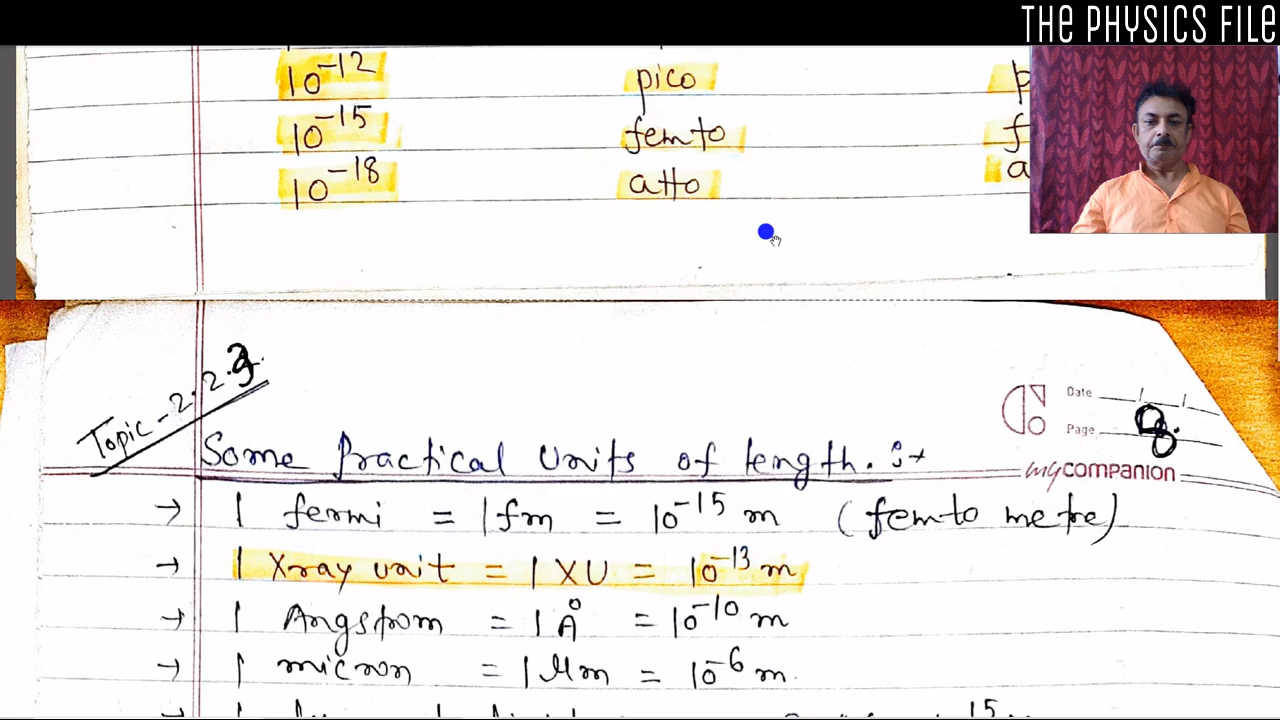 THE PHYSICS FILE
10⁻¹² pico p
10⁻¹⁵ femto f
10⁻¹⁸ atto a
Topic-2.2.3
Date
Page 8.
mycompanion
Some Practical Units of length. :→
→ 1 fermi = 1fm = 10⁻¹⁵ m (femto metre)
→ 1 Xray unit = 1 XU = 10⁻¹³ m
→ 1 Angstrom = 1 Å = 10⁻¹⁰ m
→ 1 micron = 1 μm = 10⁻⁶ m.